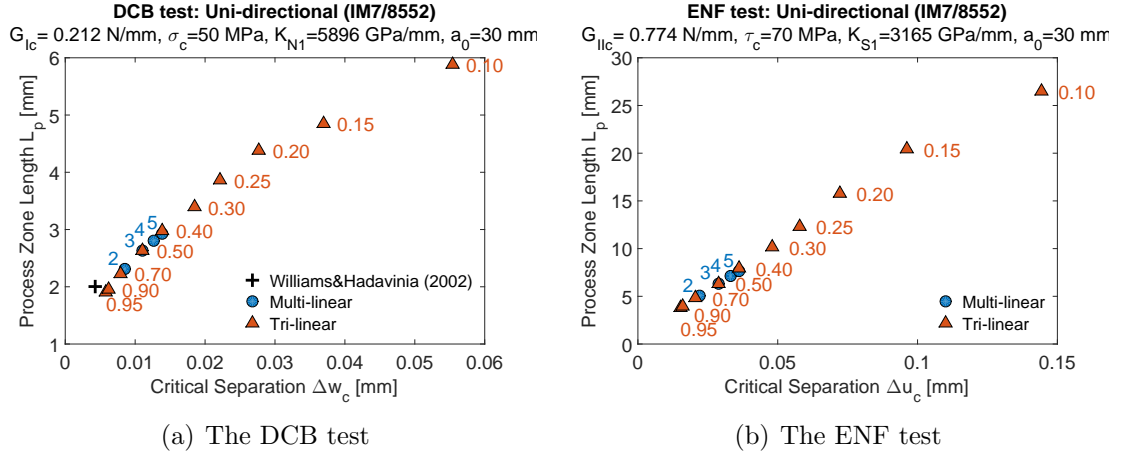 DCB test: Uni-directional (IM7/8552)
G_Ic= 0.212 N/mm, σ_c=50 MPa, K_N1=5896 GPa/mm, a_0=30 mm
Process Zone Length L_p [mm]
6
5
4
3
2
1
0.10
0.15
0.20
0.25
0.30
0.40
0.50
0.70
0.90
0.95
5
4
3
2
Williams&Hadavinia (2002)
Multi-linear
Tri-linear
0 0.01 0.02 0.03 0.04 0.05 0.06
Critical Separation Δw_c [mm]
(a) The DCB test
ENF test: Uni-directional (IM7/8552)
G_IIc= 0.774 N/mm, τ_c=70 MPa, K_S1=3165 GPa/mm, a_0=30 mm
Process Zone Length L_p [mm]
30
25
20
15
10
5
0
0.10
0.15
0.20
0.25
0.30
0.40
0.50
0.70
0.90
0.95
5
4
3
2
Multi-linear
Tri-linear
0 0.05 0.1 0.15
Critical Separation Δu_c [mm]
(b) The ENF test